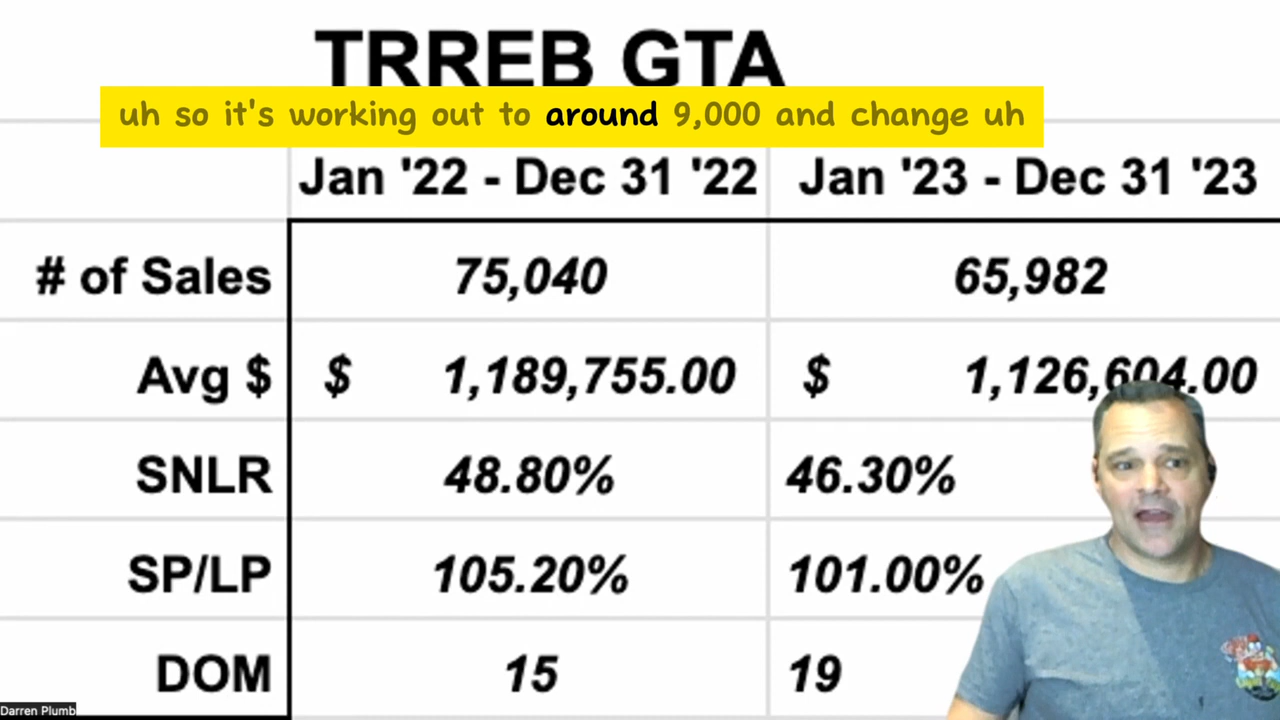 TRREB GTA
uh so it's working out to around 9,000 and change uh
Jan '22 - Dec 31 '22 Jan '23 - Dec 31 '23
# of Sales 75,040 65,982
Avg $ $ 1,189,755.00 $ 1,126,604.00
SNLR 48.80% 46.30%
SP/LP 105.20% 101.00%
DOM 15 19
Darren Plumb